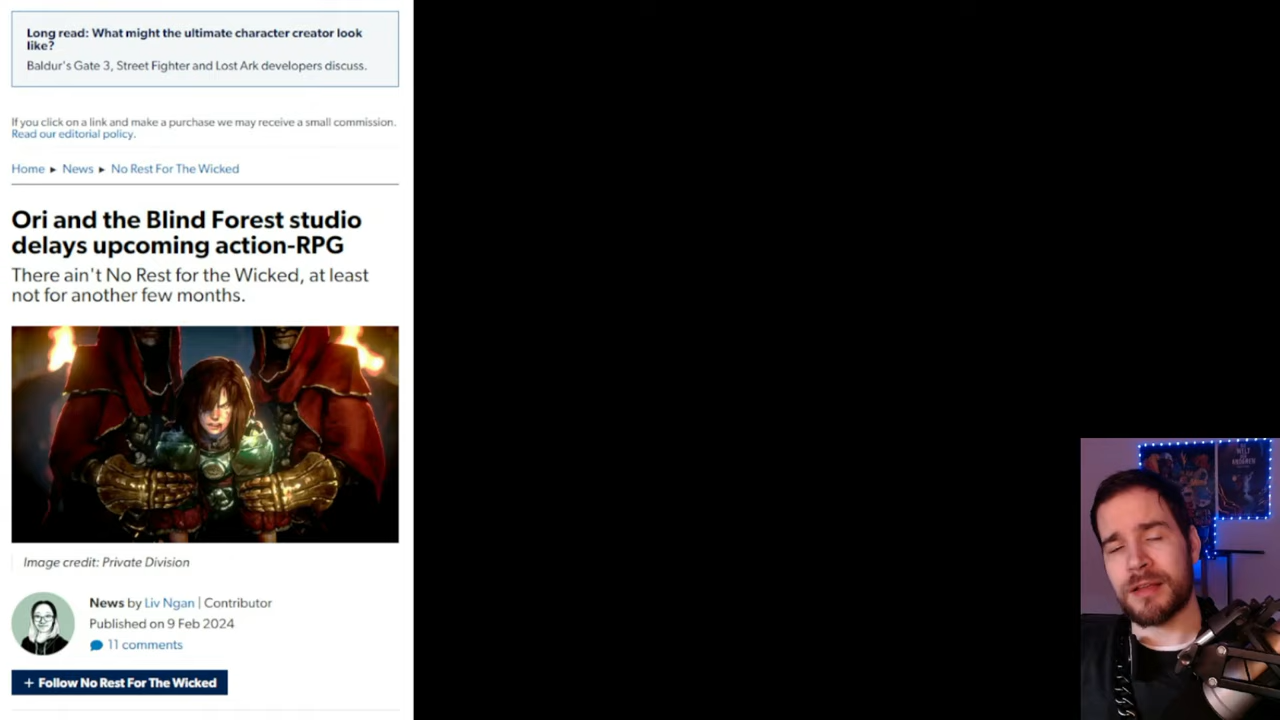 Long read: What might the ultimate character creator look
like?
Baldur's Gate 3, Street Fighter and Lost Ark developers discuss.
If you click on a link and make a purchase we may receive a small commission.
Read our editorial policy.
Home ▸ News ▸ No Rest For The Wicked
Ori and the Blind Forest studio
delays upcoming action-RPG
There ain't No Rest for the Wicked, at least
not for another few months.
Image credit: Private Division
News by Liv Ngan | Contributor
Published on 9 Feb 2024
11 comments
+ Follow No Rest For The Wicked